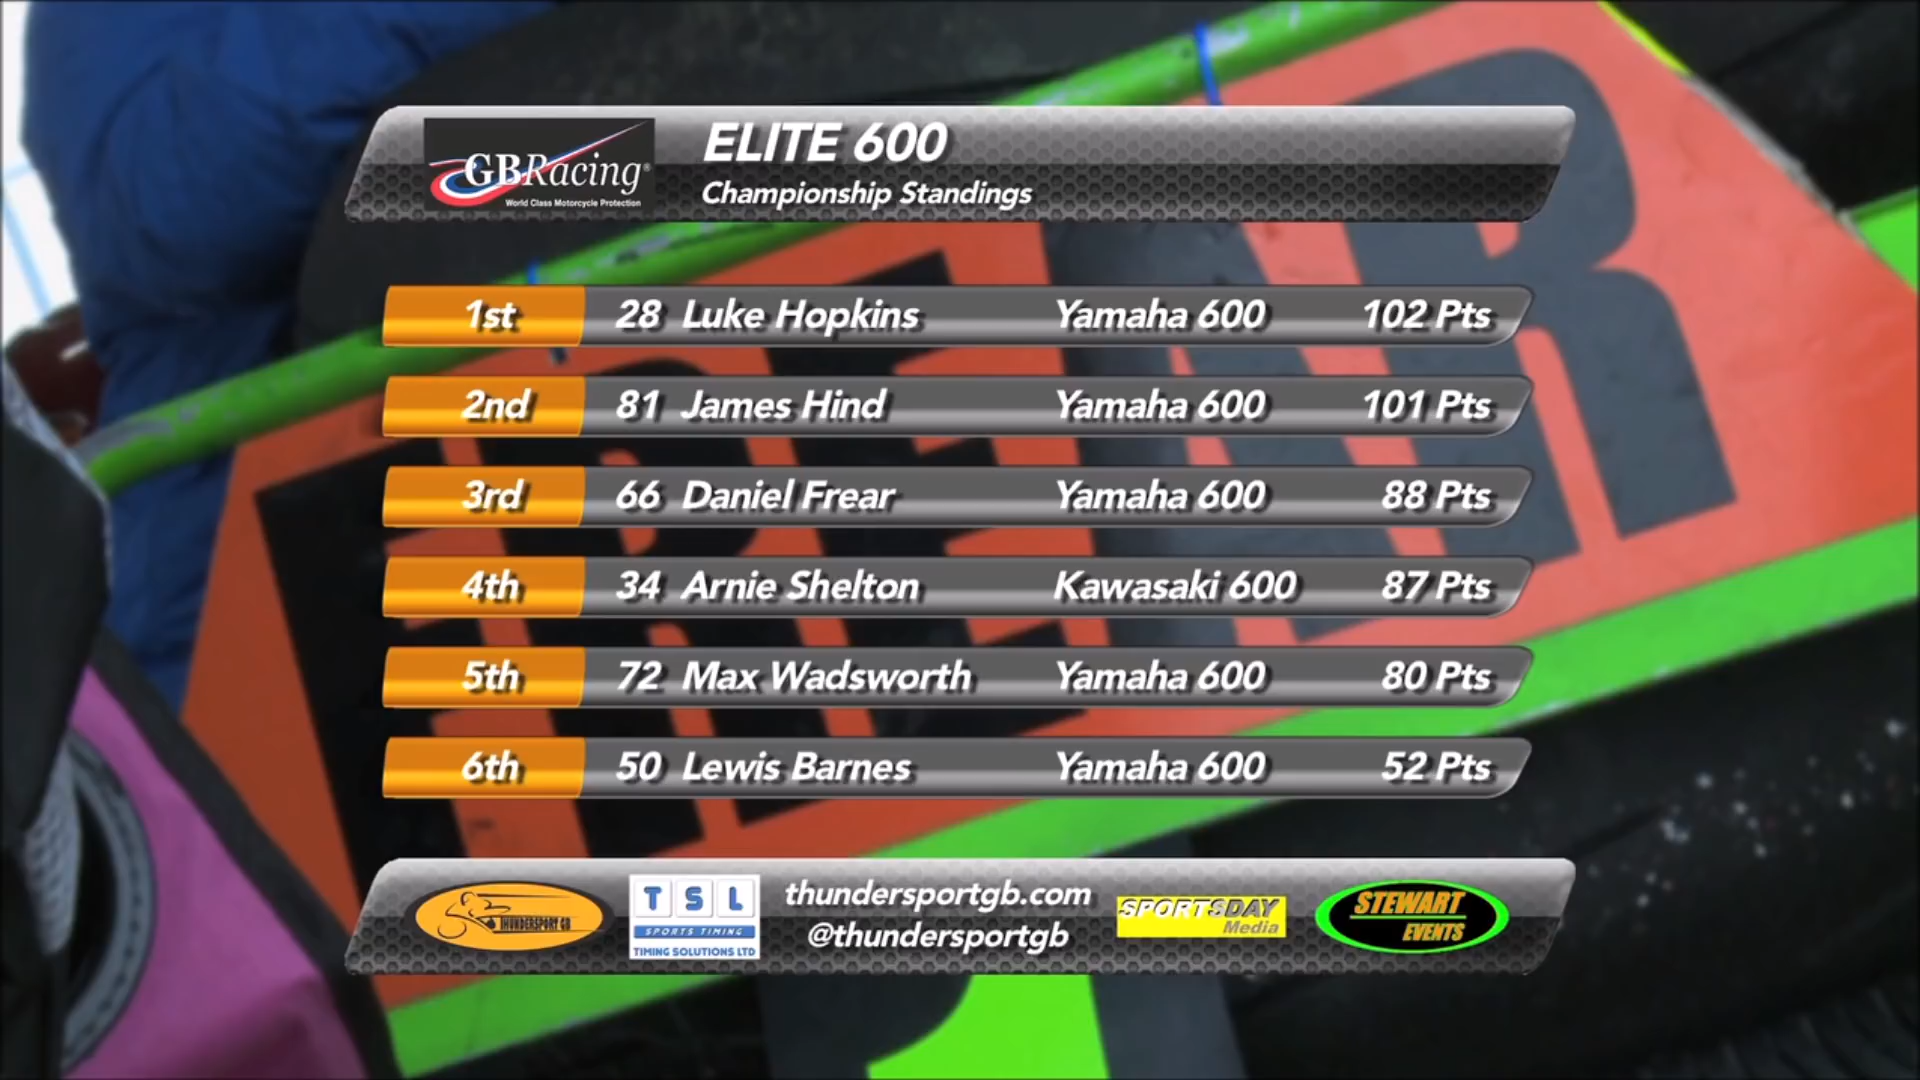 GBRacing®
World Class Motorcycle Protection
ELITE 600
Championship Standings
1st 28 Luke Hopkins Yamaha 600 102 Pts
2nd 81 James Hind Yamaha 600 101 Pts
3rd 66 Daniel Frear Yamaha 600 88 Pts
4th 34 Arnie Shelton Kawasaki 600 87 Pts
5th 72 Max Wadsworth Yamaha 600 80 Pts
6th 50 Lewis Barnes Yamaha 600 52 Pts
THUNDERSPORT GB
TSL
SPORTS TIMING
TIMING SOLUTIONS LTD
thundersportgb.com
@thundersportgb
SPORTSDAY
Media
STEWART
EVENTS